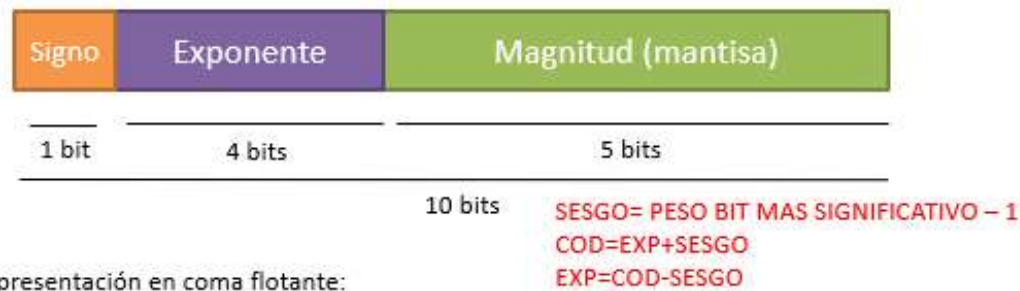 Signo Exponente Magnitud (mantisa)
1 bit 4 bits 5 bits
10 bits
SESGO= PESO BIT MAS SIGNIFICATIVO – 1
COD=EXP+SESGO
presentación en coma flotante:
EXP=COD-SESGO